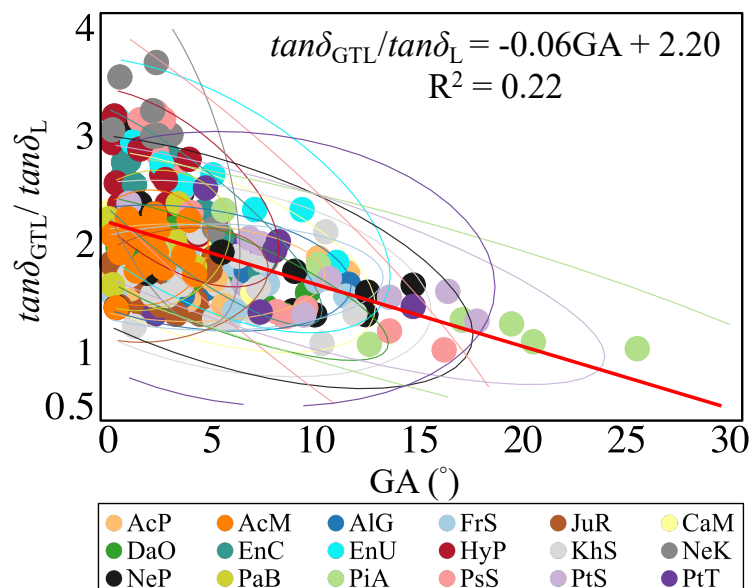 tanδGTL/tanδL = -0.06GA + 2.20
R² = 0.22
tanδGTL/ tanδL
4
3
2
1
0.5
0 5 10 15 20 25 30
GA (°)
AcP AcM AlG FrS JuR CaM
DaO EnC EnU HyP KhS NeK
NeP PaB PiA PsS PtS PtT